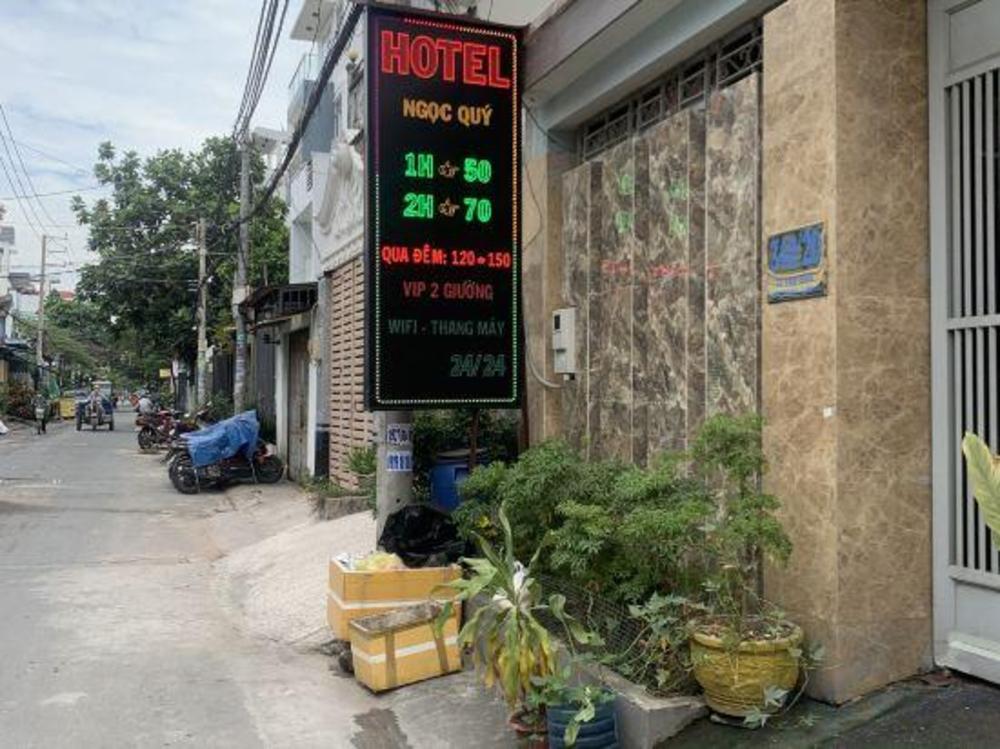 HOTEL
NGỌC QUÝ
1H 👉 50
2H 👉 70
QUA ĐÊM: 120 - 150
VIP 2 GIƯỜNG
WIFI - THANG MÁY
24/24